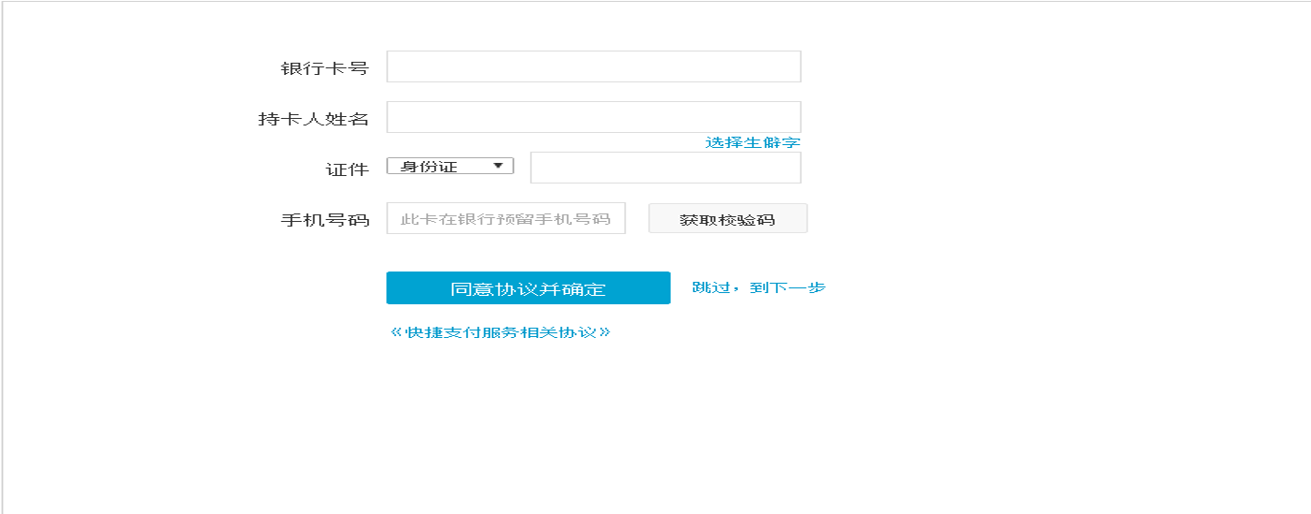 银行卡号
持卡人姓名
选择生僻字
证件 身份证
手机号码 此卡在银行预留手机号码 获取校验码
同意协议并确定 跳过，到下一步
《快捷支付服务相关协议》